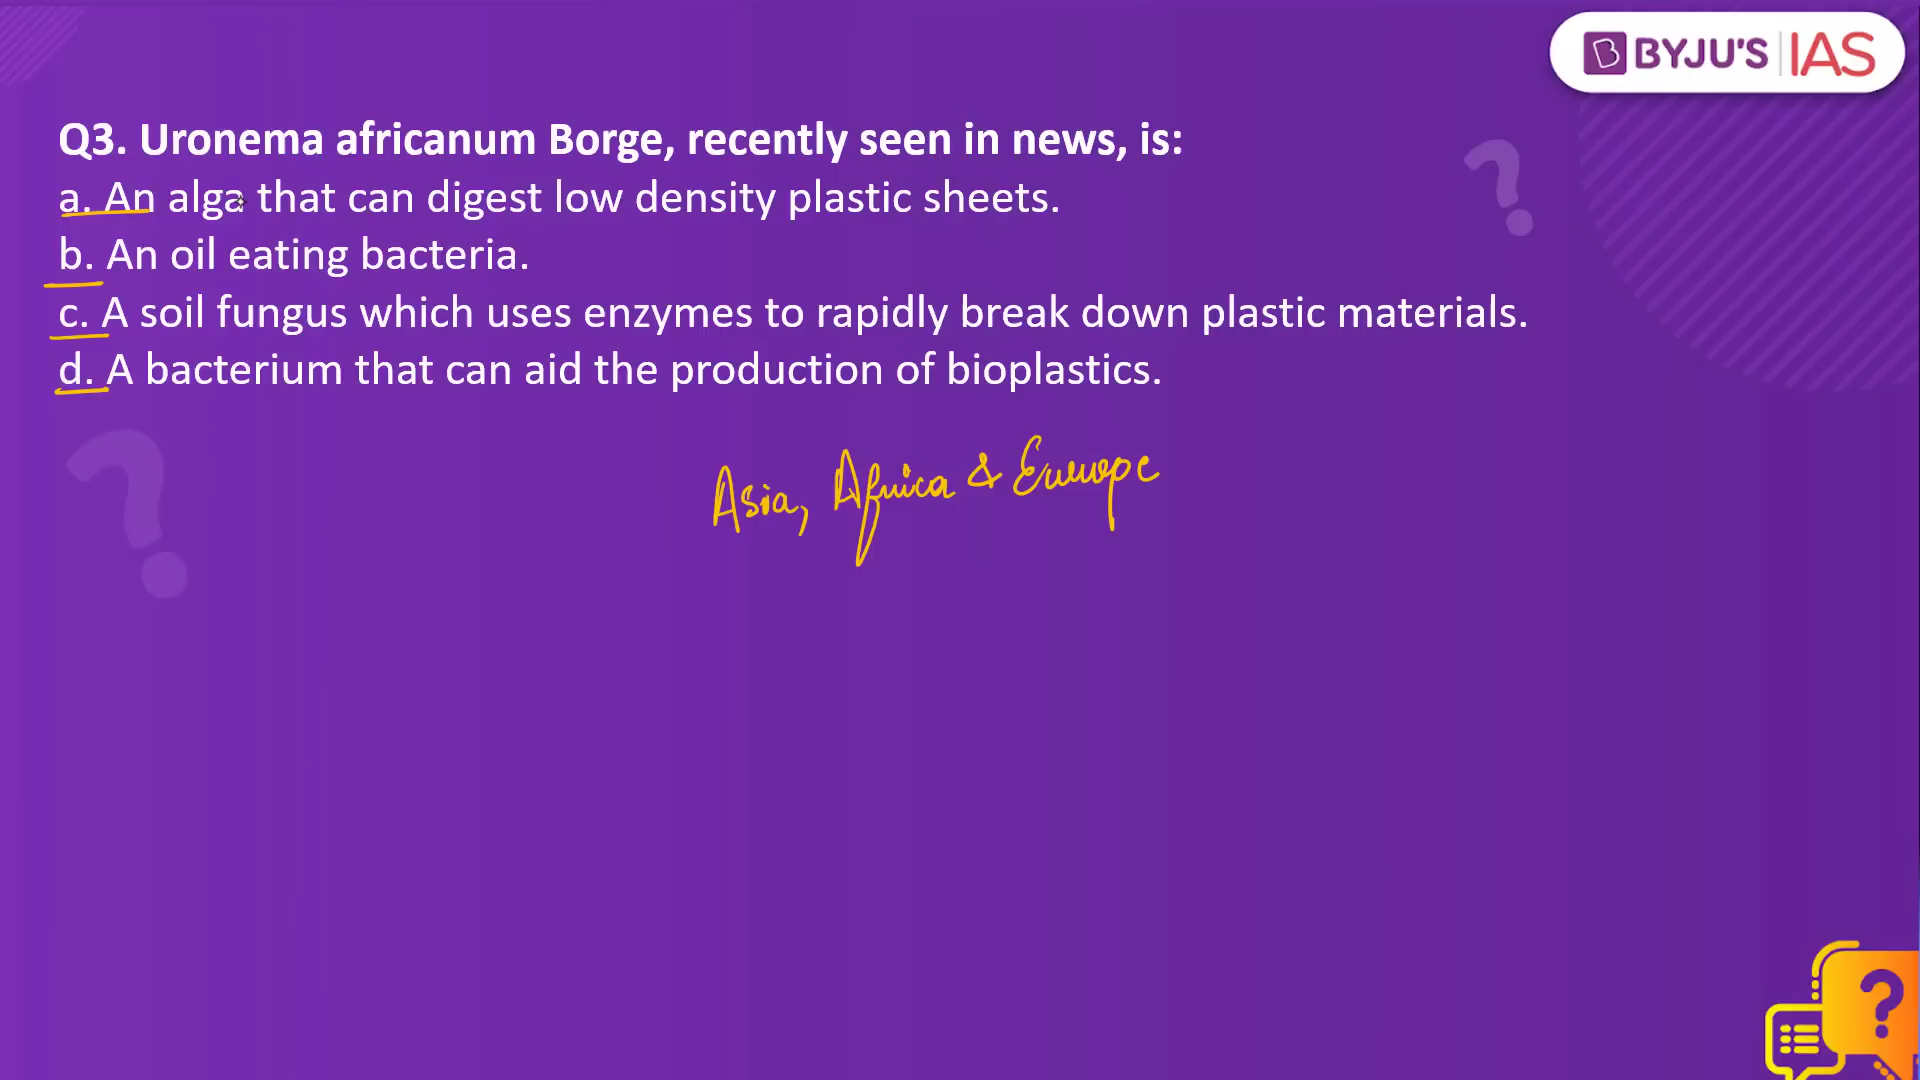 BYJU'S IAS
Q3. Uronema africanum Borge, recently seen in news, is:
a. An alga that can digest low density plastic sheets.
b. An oil eating bacteria.
c. A soil fungus which uses enzymes to rapidly break down plastic materials.
d. A bacterium that can aid the production of bioplastics.
Asia, Africa & Europe